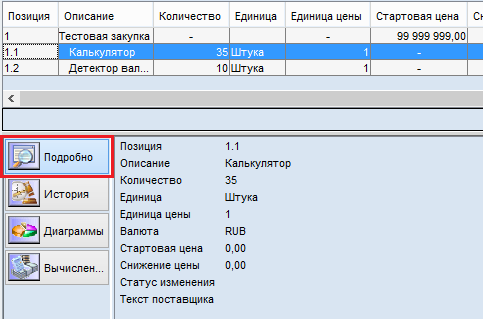 Позиция Описание Количество Единица Единица цены Стартовая цена Сн
1 Тестовая закупка - - - 99 999 999,00
1.1 Калькулятор 35 Штука 1 -
1.2 Детектор вал... 10 Штука 1 -
Подробно
История
Диаграммы
Вычислен...
Позиция 1.1
Описание Калькулятор
Количество 35
Единица Штука
Единица цены 1
Валюта RUB
Стартовая цена 0,00
Снижение цены 0,00
Статус изменения
Текст поставщика